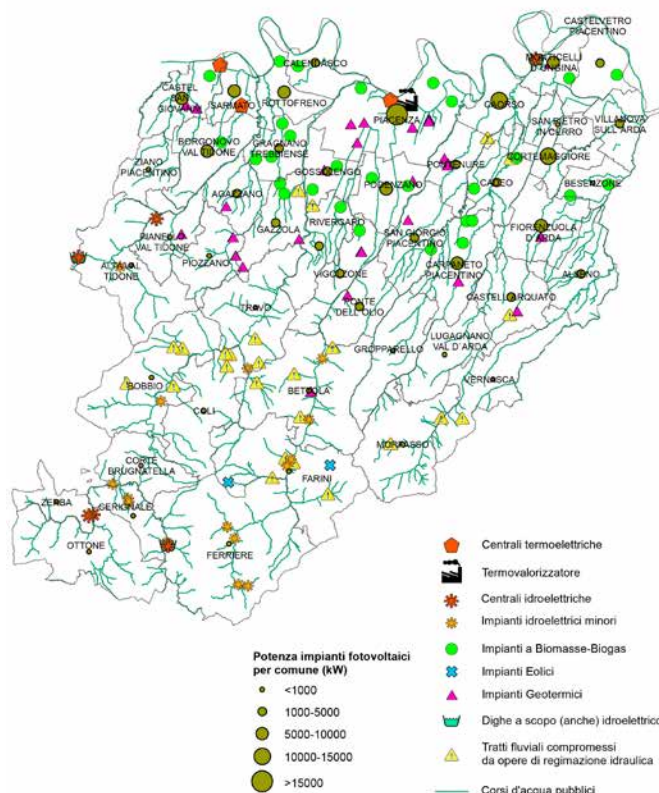 CASTELVETRO
PIACENTINO
MONTICELLI
D'ONGINA
CALENDASCO
CASTEL
SAN
GIOVANNI
SARMATO
ROTTOFRENO
CAORSO
PIACENZA
SAN PIETRO
IN CERRO
VILLANOVA
SULL'ARDA
BORGONOVO
VAL TIDONE
GRAGNANO
TREBBIENSE
ZIANO
PIACENTINO
GOSSOLENGO
PONTENURE
CORTEMAGGIORE
CADEO
BESENZONE
AGAZZANO
PODENZANO
PIANELLO
VAL TIDONE
GAZZOLA
RIVERGARO
SAN GIORGIO
PIACENTINO
FIORENZUOLA
D'ARDA
ALTA VAL
TIDONE
PIOZZANO
VIGOLZONE
CARPANETO
PIACENTINO
ALSENO
TRAVO
PONTE
DELL'OLIO
CASTELL'ARQUATO
GROPPARELLO
LUGAGNANO
VAL D'ARDA
VERNASCA
BOBBIO
BETTOLA
COLI
MORFASSO
CORTE
BRUGNATELLA
FARINI
ZERBA
CERIGNALE
OTTONE
FERRIERE
Centrali termoelettriche
Termovalorizzatore
Centrali idroelettriche
Impianti idroelettrici minori
Impianti a Biomasse-Biogas
Impianti Eolici
Impianti Geotermici
Dighe a scopo (anche) idroelettrico
Tratti fluviali compromessi
da opere di regimazione idraulica
Corsi d'acqua pubblici
Potenza impianti fotovoltaici
per comune (kW)
<1000
1000-5000
5000-10000
10000-15000
>15000